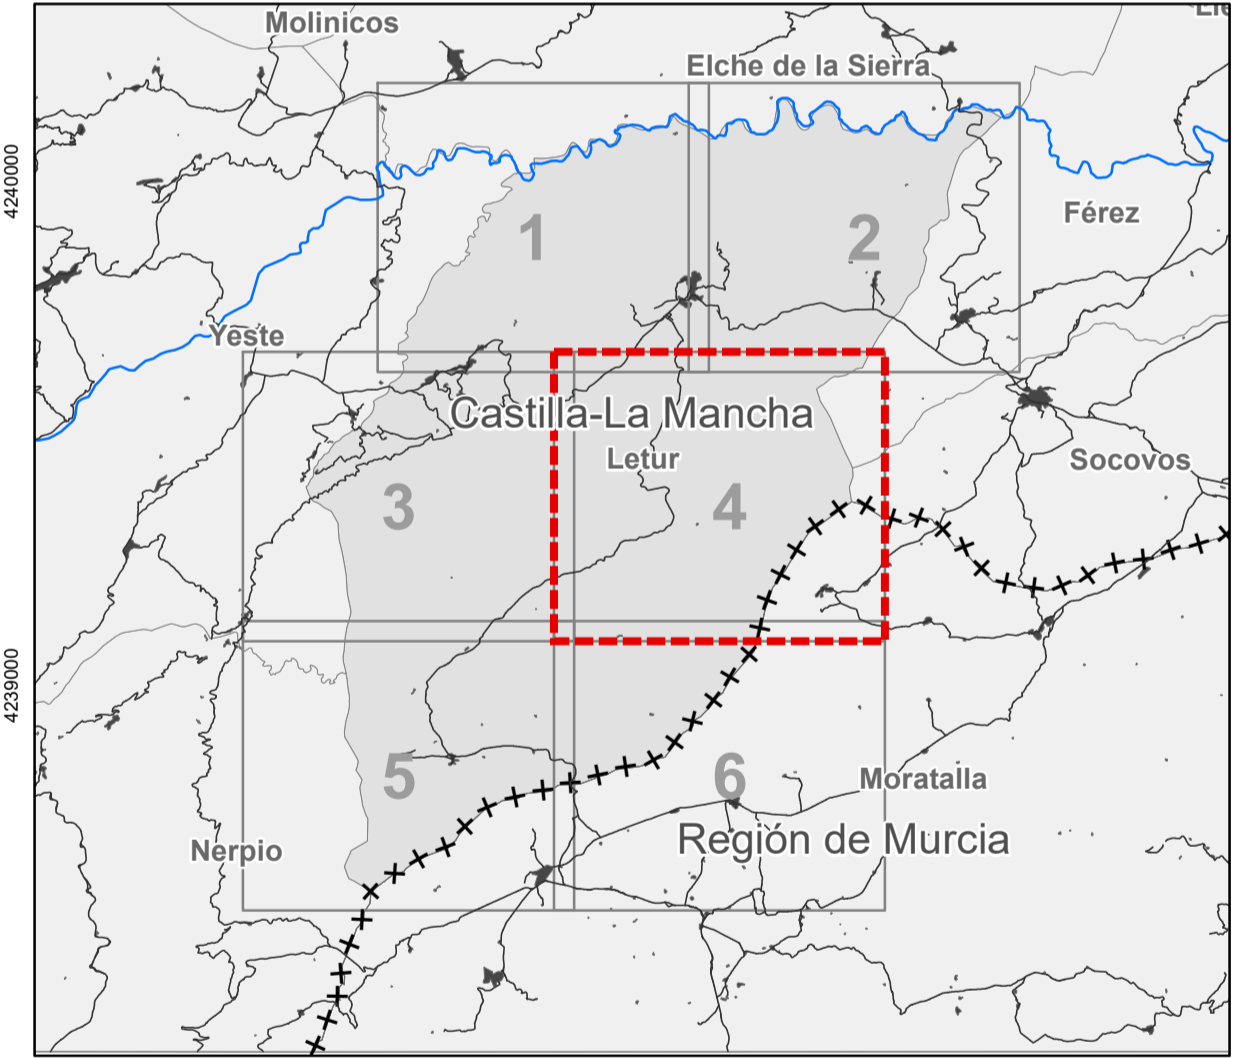 Molinicos
Elche de la Sierra
4240000
1
2
Férez
Yeste
Castilla-La Mancha
Letur
Socovos
3
4
4239000
5
6
Moratalla
Región de Murcia
Nerpio